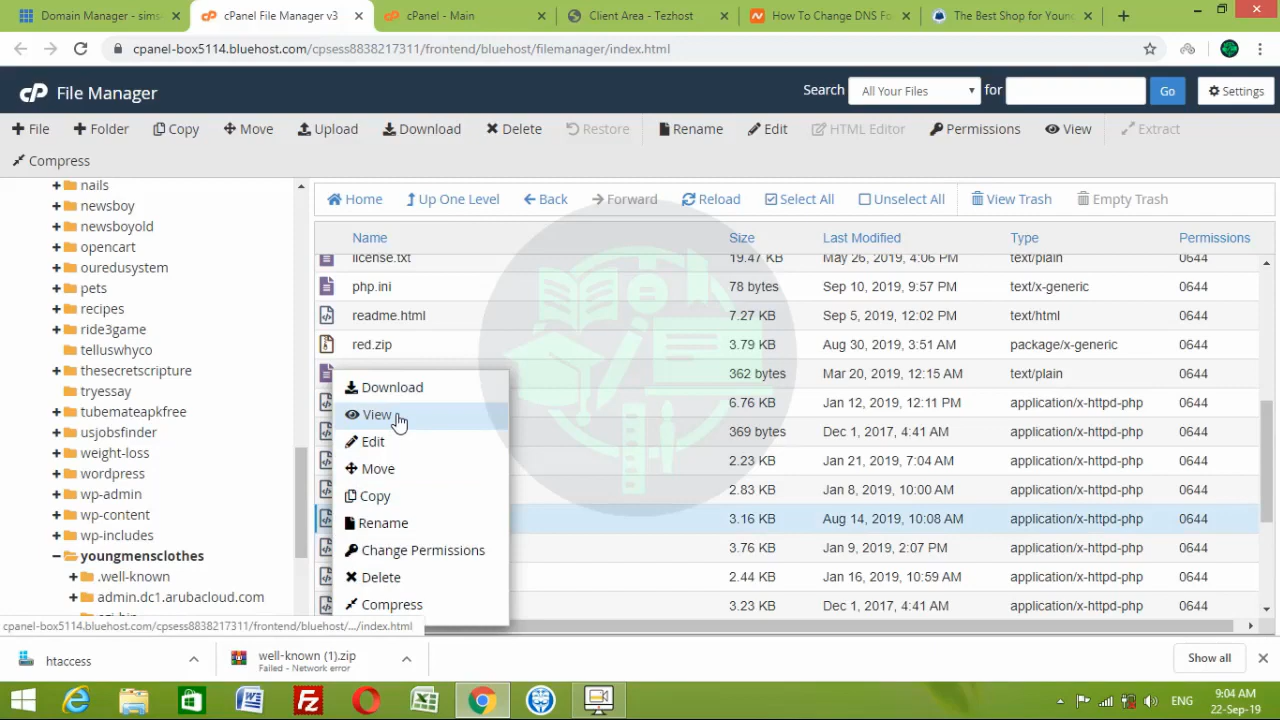 Domain Manager - sims
cPanel File Manager v3
cPanel - Main
Client Area - Tezhost
How To Change DNS Fo
The Best Shop for Young
cpanel-box5114.bluehost.com/cpsess8838217311/frontend/bluehost/filemanager/index.html
cP File Manager
Search All Your Files for Go Settings
File Folder Copy Move Upload Download Delete Restore Rename Edit HTML Editor Permissions View Extract
Compress
nails
newsboy
newsboyold
opencart
ouredusystem
pets
recipes
ride3game
telluswhyco
thesecretscripture
tryessay
tubemateapkfree
usjobsfinder
weight-loss
wordpress
wp-admin
wp-content
wp-includes
youngmensclothes
.well-known
admin.dc1.arubacloud.com
Home Up One Level Back Forward Reload Select All Unselect All View Trash Empty Trash
Name Size Last Modified Type Permissions
license.txt 19.47 KB May 26, 2019, 4:06 PM text/plain 0644
php.ini 78 bytes Sep 10, 2019, 9:57 PM text/x-generic 0644
readme.html 7.27 KB Sep 5, 2019, 12:02 PM text/html 0644
red.zip 3.79 KB Aug 30, 2019, 3:51 AM package/x-generic 0644
362 bytes Mar 20, 2019, 12:15 AM text/plain 0644
6.76 KB Jan 12, 2019, 12:11 PM application/x-httpd-php 0644
369 bytes Dec 1, 2017, 4:41 AM application/x-httpd-php 0644
2.23 KB Jan 21, 2019, 7:04 AM application/x-httpd-php 0644
2.83 KB Jan 8, 2019, 10:00 AM application/x-httpd-php 0644
3.16 KB Aug 14, 2019, 10:08 AM application/x-httpd-php 0644
3.76 KB Jan 9, 2019, 2:07 PM application/x-httpd-php 0644
2.44 KB Jan 16, 2019, 10:59 AM application/x-httpd-php 0644
3.23 KB Dec 1, 2017, 4:41 AM application/x-httpd-php 0644
Download
View
Edit
Move
Copy
Rename
Change Permissions
Delete
Compress
cpanel-box5114.bluehost.com/cpsess8838217311/frontend/bluehost/.../index.html
htaccess
well-known (1).zip
Failed - Network error
Show all
ENG
9:04 AM
22-Sep-19